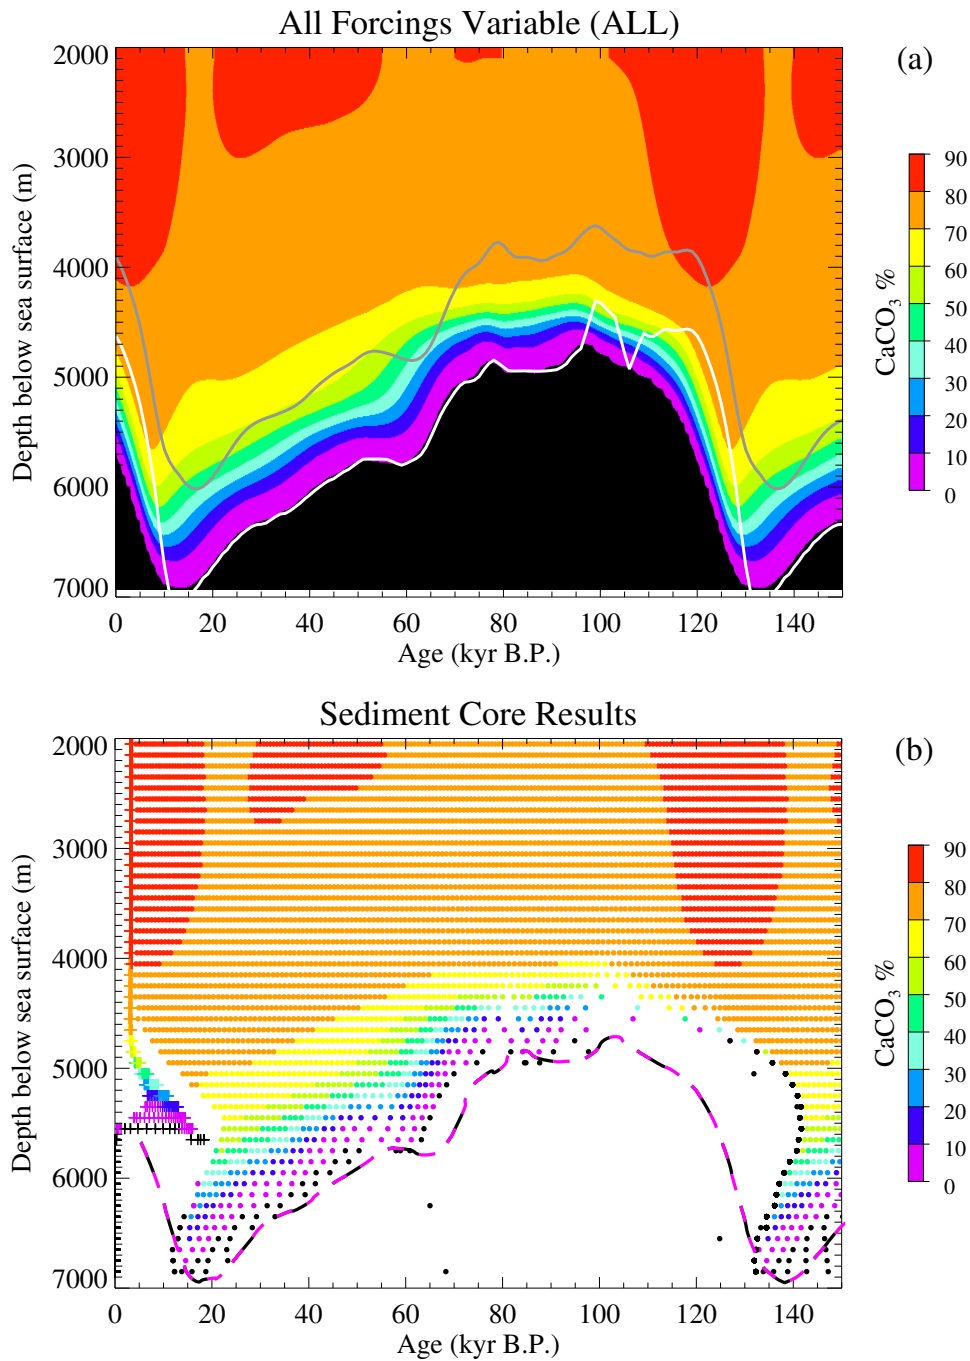 All Forcings Variable (ALL)
(a)
2000
3000
4000
5000
6000
7000
Depth below sea surface (m)
0 20 40 60 80 100 120 140
Age (kyr B.P.)
90
80
70
60
50
40
30
20
10
0
CaCO₃ %
Sediment Core Results
(b)
2000
3000
4000
5000
6000
7000
Depth below sea surface (m)
0 20 40 60 80 100 120 140
Age (kyr B.P.)
90
80
70
60
50
40
30
20
10
0
CaCO₃ %